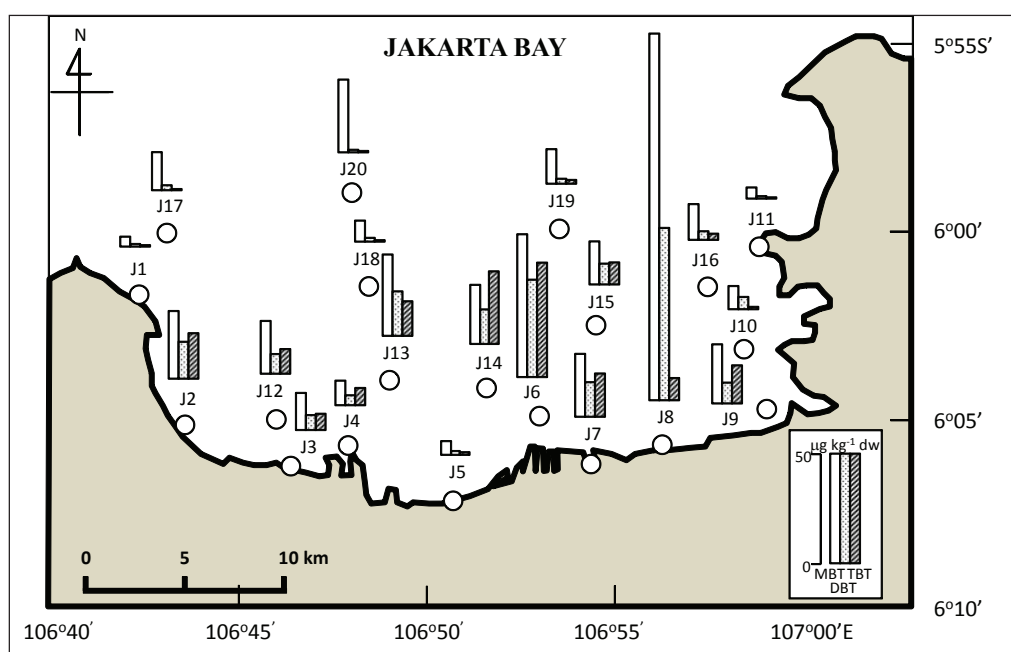 N
JAKARTA BAY
5°55S'
J20
J17
J19
J11
6°00'
J18
J16
J1
J15
J10
J13
J14
J12
J6
J2
J4
J9
J8
J7
J3
6°05'
J5
µg kg⁻¹ dw
50
0
MBT TBT
DBT
0 5 10 km
6°10'
106°40′ 106°45′ 106°50′ 106°55′ 107°00′E